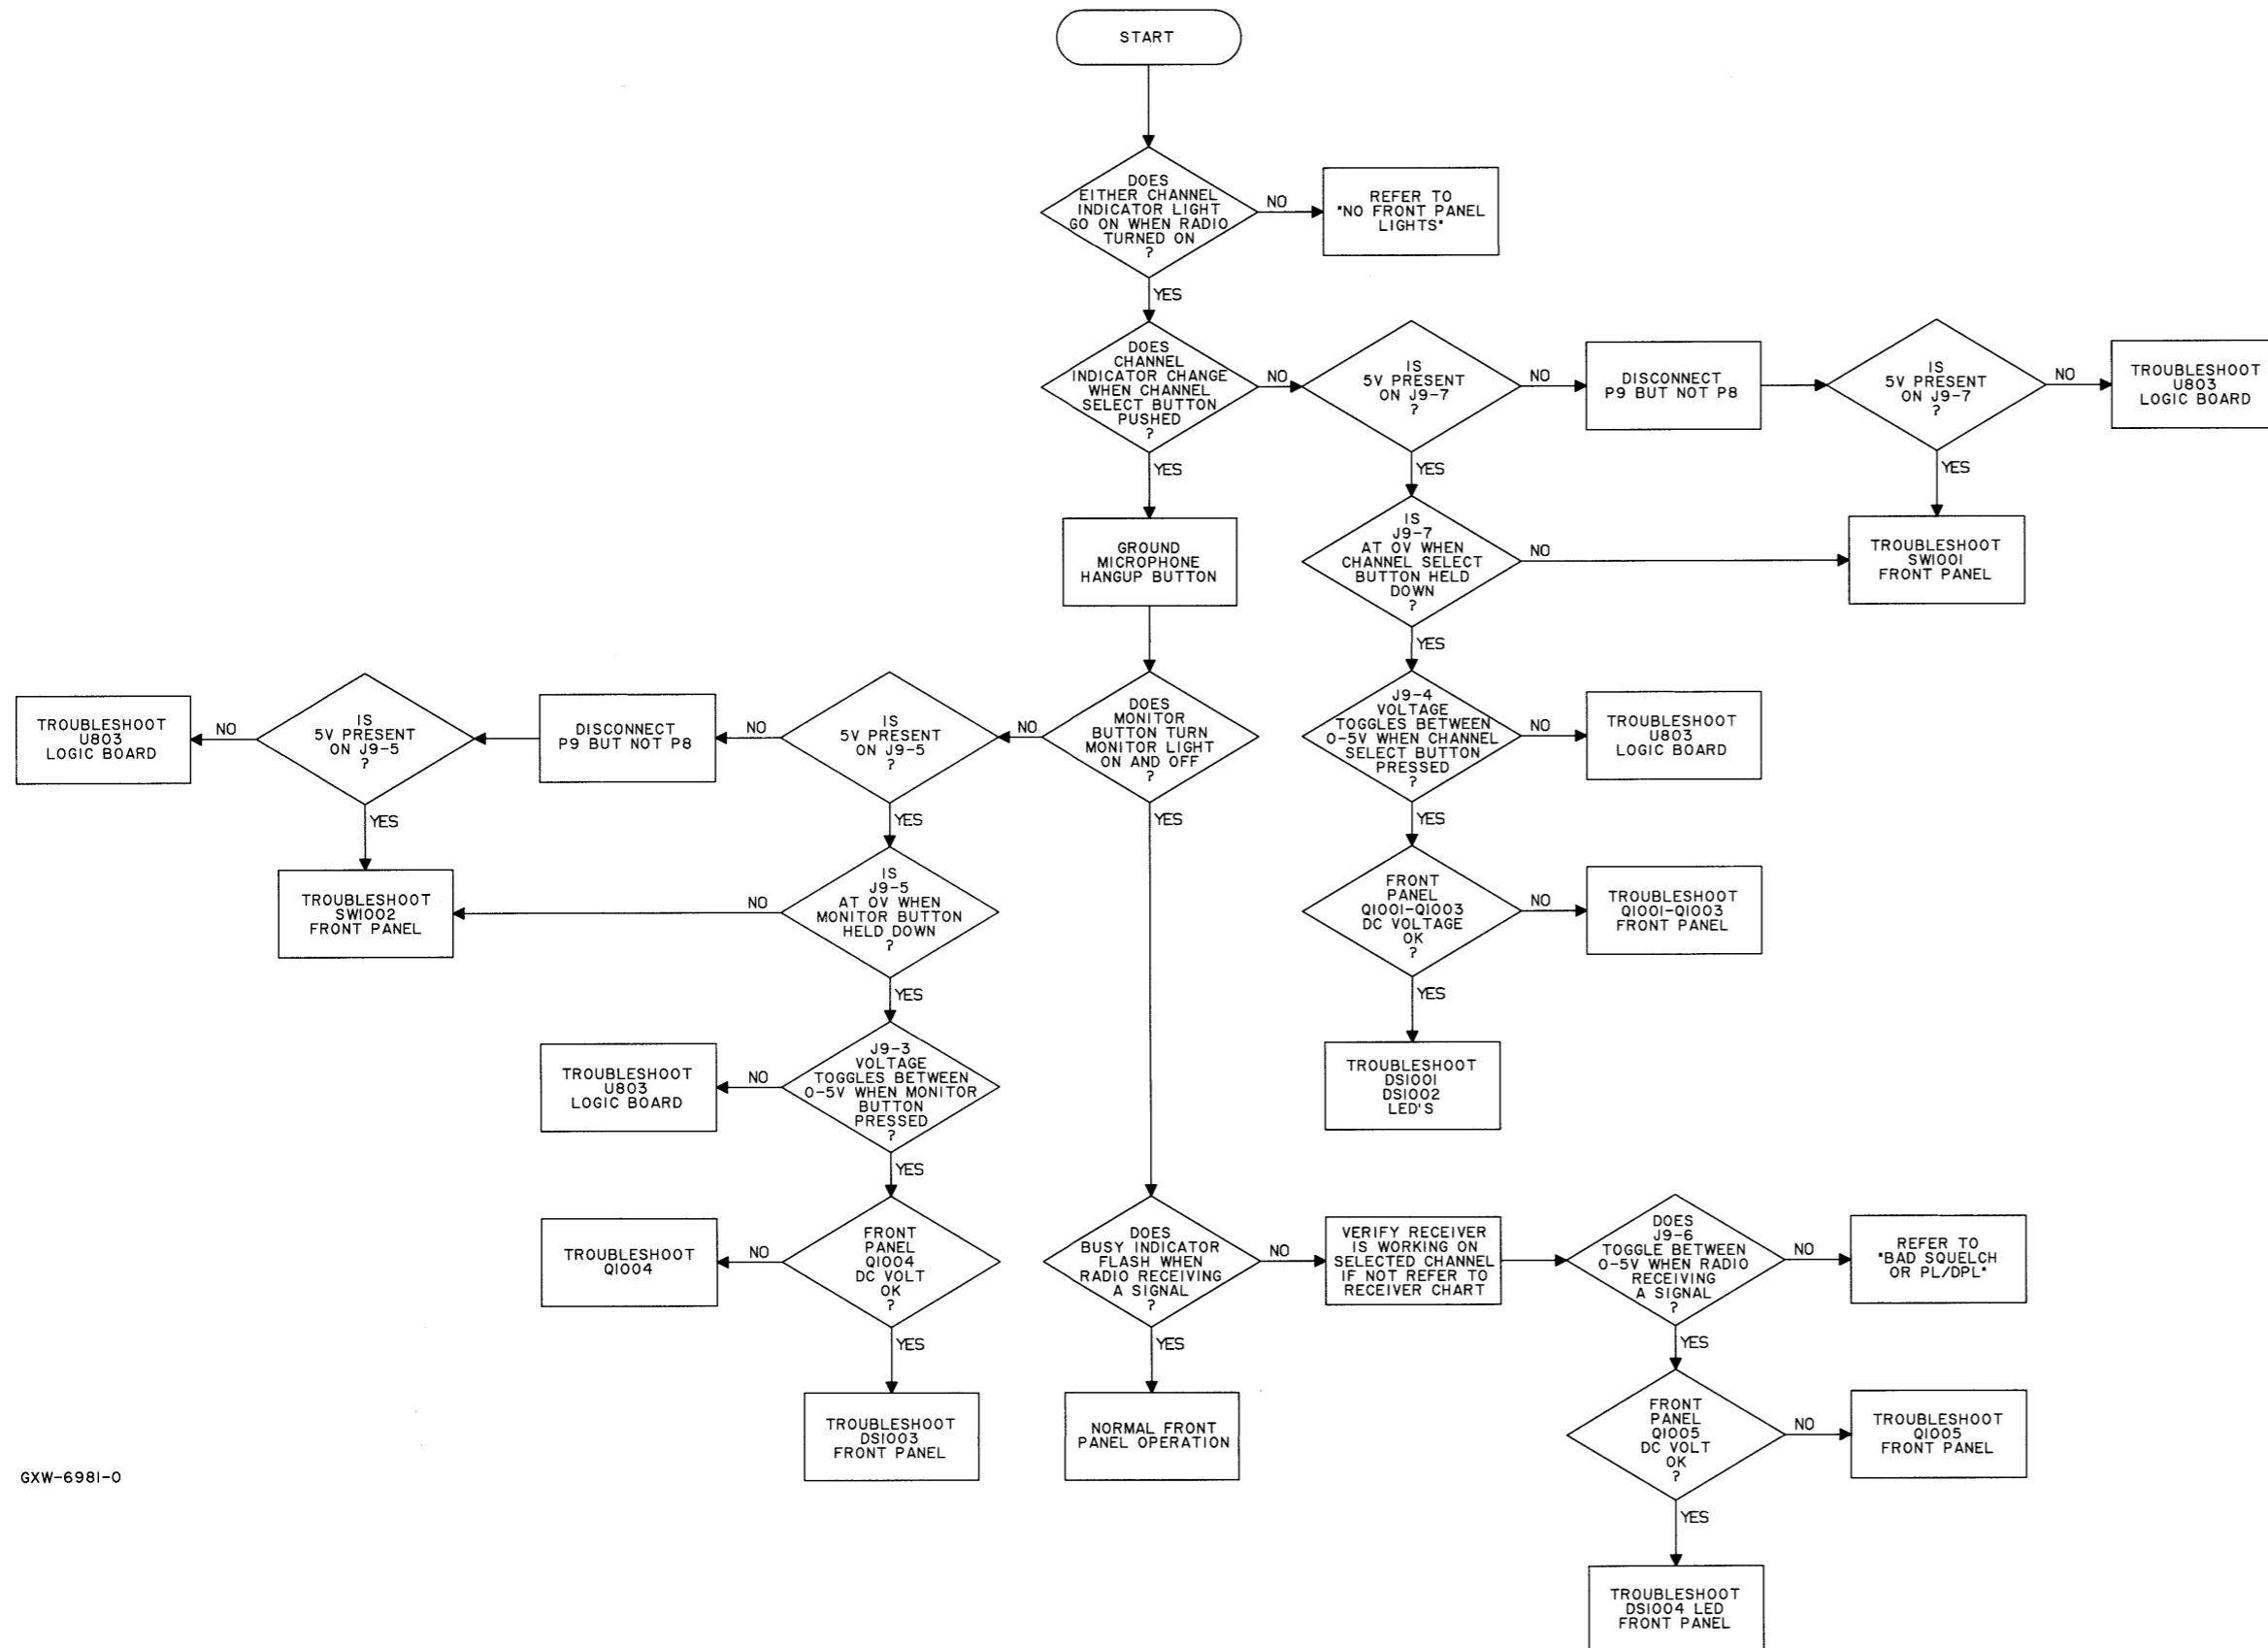 START
DOES
EITHER CHANNEL
INDICATOR LIGHT
GO ON WHEN RADIO
TURNED ON
?
NO
REFER TO
"NO FRONT PANEL
LIGHTS"
YES
DOES
CHANNEL
INDICATOR CHANGE
WHEN CHANNEL
SELECT BUTTON
PUSHED
?
NO
IS
5V PRESENT
ON J9-7
?
NO
DISCONNECT
P9 BUT NOT P8
IS
5V PRESENT
ON J9-7
?
NO
TROUBLESHOOT
U803
LOGIC BOARD
YES
YES
YES
GROUND
MICROPHONE
HANGUP BUTTON
IS
J9-7
AT 0V WHEN
CHANNEL SELECT
BUTTON HELD
DOWN
?
NO
TROUBLESHOOT
SW1001
FRONT PANEL
YES
TROUBLESHOOT
U803
LOGIC BOARD
NO
IS
5V PRESENT
ON J9-5
?
DISCONNECT
P9 BUT NOT P8
NO
IS
5V PRESENT
ON J9-5
?
NO
DOES
MONITOR
BUTTON TURN
MONITOR LIGHT
ON AND OFF
?
J9-4
VOLTAGE
TOGGLES BETWEEN
0-5V WHEN CHANNEL
SELECT BUTTON
PRESSED
?
NO
TROUBLESHOOT
U803
LOGIC BOARD
YES
YES
YES
YES
TROUBLESHOOT
SW1002
FRONT PANEL
NO
IS
J9-5
AT 0V WHEN
MONITOR BUTTON
HELD DOWN
?
FRONT
PANEL
Q1001-Q1003
DC VOLTAGE
OK
?
NO
TROUBLESHOOT
Q1001-Q1003
FRONT PANEL
YES
YES
TROUBLESHOOT
U803
LOGIC BOARD
NO
J9-3
VOLTAGE
TOGGLES BETWEEN
0-5V WHEN MONITOR
BUTTON
PRESSED
?
TROUBLESHOOT
DS1001
DS1002
LED'S
YES
TROUBLESHOOT
Q1004
NO
FRONT
PANEL
Q1004
DC VOLT
OK
?
DOES
BUSY INDICATOR
FLASH WHEN
RADIO RECEIVING
A SIGNAL
?
NO
VERIFY RECEIVER
IS WORKING ON
SELECTED CHANNEL
IF NOT REFER TO
RECEIVER CHART
DOES
J9-6
TOGGLE BETWEEN
0-5V WHEN RADIO
RECEIVING
A SIGNAL
?
NO
REFER TO
"BAD SQUELCH
OR PL/DPL"
YES
YES
YES
TROUBLESHOOT
DS1003
FRONT PANEL
NORMAL FRONT
PANEL OPERATION
FRONT
PANEL
Q1005
DC VOLT
OK
?
NO
TROUBLESHOOT
Q1005
FRONT PANEL
GXW-6981-0
YES
TROUBLESHOOT
DS1004 LED
FRONT PANEL